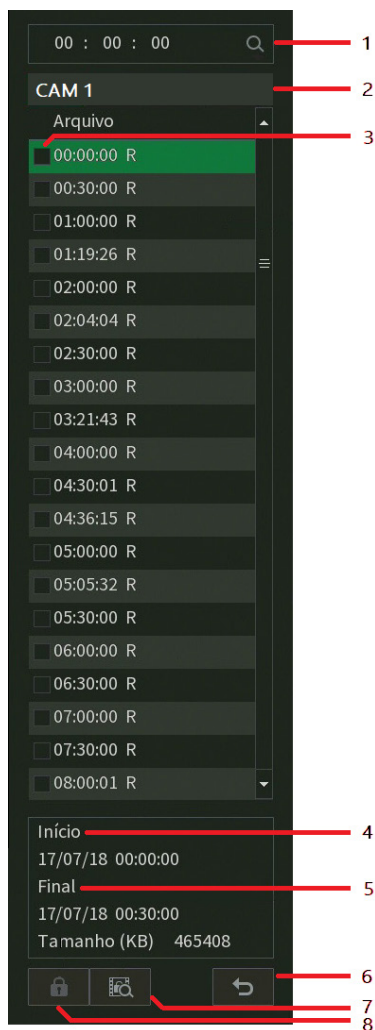 00 : 00 : 00
1
CAM 1
2
Arquivo
3
00:00:00 R
00:30:00 R
01:00:00 R
01:19:26 R
02:00:00 R
02:04:04 R
02:30:00 R
03:00:00 R
03:21:43 R
04:00:00 R
04:30:01 R
04:36:15 R
05:00:00 R
05:05:32 R
05:30:00 R
06:00:00 R
06:30:00 R
07:00:00 R
07:30:00 R
08:00:01 R
Início
4
17/07/18 00:00:00
Final
5
17/07/18 00:30:00
Tamanho (KB) 465408
6
7
8